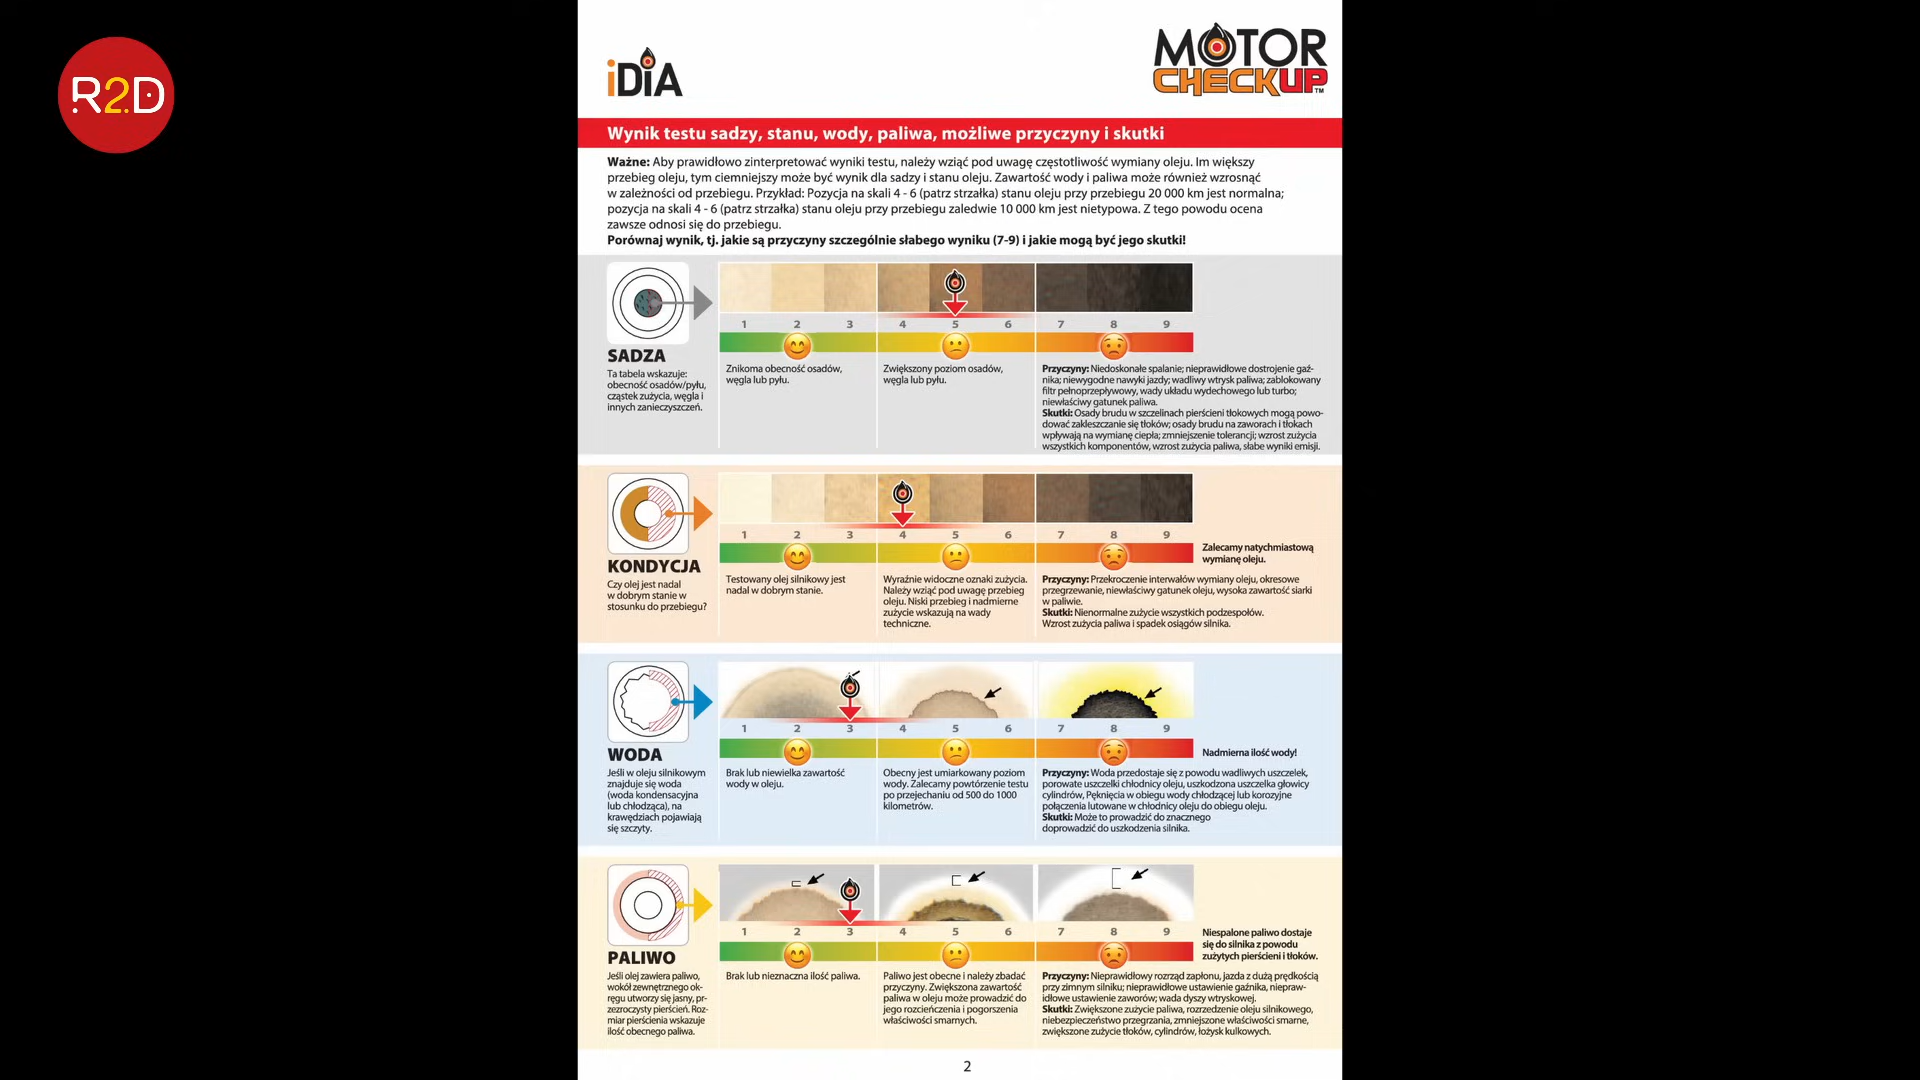 R2D
iDiA
MOTOR
CHECKUP™
Wynik testu sadzy, stanu, wody, paliwa, możliwe przyczyny i skutki
Ważne: Aby prawidłowo zinterpretować wyniki testu, należy wziąć pod uwagę częstotliwość wymiany oleju. Im większy
przebieg oleju, tym ciemniejszy może być wynik dla sadzy i stanu oleju. Zawartość wody i paliwa może również wzrosnąć
w zależności od przebiegu. Przykład: Pozycja na skali 4 - 6 (patrz strzałka) stanu oleju przy przebiegu 20 000 km jest normalna;
pozycja na skali 4 - 6 (patrz strzałka) stanu oleju przy przebiegu zaledwie 10 000 km jest nietypowa. Z tego powodu ocena
zawsze odnosi się do przebiegu.
Porównaj wynik, tj. jakie są przyczyny szczególnie słabego wyniku (7-9) i jakie mogą być jego skutki!
SADZA
Ta tabela wskazuje:
obecność osadów/pyłu,
cząstek zużycia, węgla i
innych zanieczyszczeń.
1 2 3 4 5 6 7 8 9
Znikoma obecność osadów,
węgla lub pyłu.
Zwiększony poziom osadów,
węgla lub pyłu.
Przyczyny: Niedoskonałe spalanie; nieprawidłowe dostrojenie gaź-
nika; niewygodne nawyki jazdy; wadliwy wtrysk paliwa; zablokowany
filtr pełnoprzepływowy, wady układu wydechowego lub turbo;
niewłaściwy gatunek paliwa.
Skutki: Osady brudu w szczelinach pierścieni tłokowych mogą powo-
dować zakleszczanie się tłoków; osady brudu na zaworach i tłokach
wpływają na wymianę ciepła; zmniejszenie tolerancji; wzrost zużycia
wszystkich komponentów, wzrost zużycia paliwa, słabe wyniki emisji.
KONDYCJA
Czy olej jest nadal
w dobrym stanie w
stosunku do przebiegu?
1 2 3 4 5 6 7 8 9
Zalecamy natychmiastową
wymianę oleju.
Testowany olej silnikowy jest
nadal w dobrym stanie.
Wyraźnie widoczne oznaki zużycia.
Należy wziąć pod uwagę przebieg
oleju. Niski przebieg i nadmierne
zużycie wskazują na wady
techniczne.
Przyczyny: Przekroczenie interwałów wymiany oleju, okresowe
przegrzewanie, niewłaściwy gatunek oleju, wysoka zawartość siarki
w paliwie.
Skutki: Nienormalne zużycie wszystkich podzespołów.
Wzrost zużycia paliwa i spadek osiągów silnika.
WODA
Jeśli w oleju silnikowym
znajduje się woda
(woda kondensacyjna
lub chłodząca), na
krawędziach pojawiają
się szczyty.
1 2 3 4 5 6 7 8 9
Nadmierna ilość wody!
Brak lub niewielka zawartość
wody w oleju.
Obecny jest umiarkowany poziom
wody. Zalecamy powtórzenie testu
po przejechaniu od 500 do 1000
kilometrów.
Przyczyny: Woda przedostaje się z powodu wadliwych uszczelek,
porowate uszczelki chłodnicy oleju, uszkodzona uszczelka głowicy
cylindrów, Pęknięcia w obiegu wody chłodzącej lub korozyjne
połączenia lutowane w chłodnicy oleju do obiegu oleju.
Skutki: Może to prowadzić do znacznego
doprowadzić do uszkodzenia silnika.
PALIWO
Jeśli olej zawiera paliwo,
wokół zewnętrznego ok-
ręgu utworzy się jasny, pr-
zezroczysty pierścień. Roz-
miar pierścienia wskazuje
ilość obecnego paliwa.
1 2 3 4 5 6 7 8 9
Niespalone paliwo dostaje
się do silnika z powodu
zużytych pierścieni i tłoków.
Brak lub nieznaczna ilość paliwa.
Paliwo jest obecne i należy zbadać
przyczyny. Zwiększona zawartość
paliwa w oleju może prowadzić do
jego rozcieńczenia i pogorszenia
właściwości smarnych.
Przyczyny: Nieprawidłowy rozrząd zapłonu, jazda z dużą prędkością
przy zimnym silniku; nieprawidłowe ustawienie gaźnika, niepraw-
idłowe ustawienie zaworów; wada dyszy wtryskowej.
Skutki: Zwiększone zużycie paliwa, rozrzedzenie oleju silnikowego,
niebezpieczeństwo przegrzania, zmniejszone właściwości smarne,
zwiększone zużycie tłoków, cylindrów, łożysk kulkowych.
2